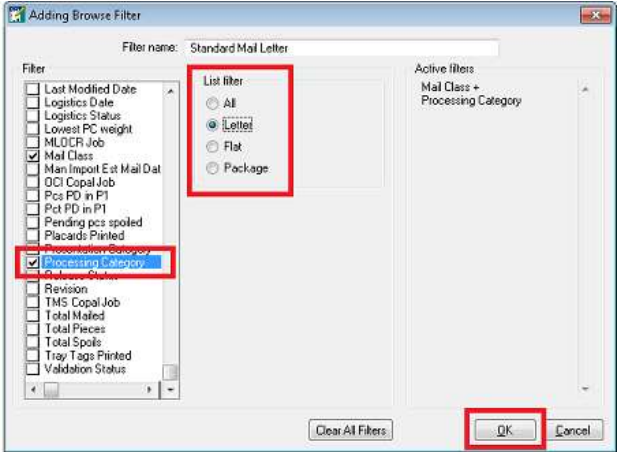 Adding Browse Filter
Filter name: Standard Mail Letter
Filter
Last Modified Date
Logistics Date
Logistics Status
Lowest PC weight
MLOCR Job
Mail Class
Man Import Est Mail Dat
OCI Copal Job
Pcs PD in P1
Pct PD in P1
Pending pcs spoiled
Placards Printed
Presentation Category
Processing Category
Release Status
Revision
TMS Copal Job
Total Mailed
Total Pieces
Total Spoils
Tray Tags Printed
Validation Status
List filter
All
Letter
Flat
Package
Active filters
Mail Class +
Processing Category
Clear All Filters
OK
Cancel